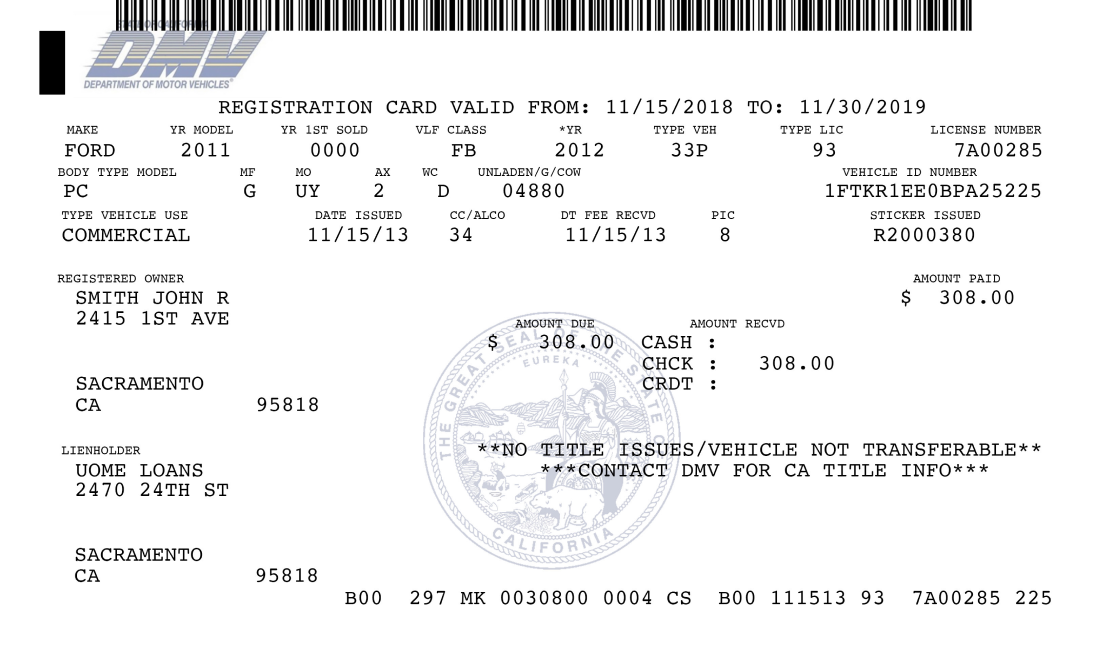 STATE OF CALIFORNIA
DMV
DEPARTMENT OF MOTOR VEHICLES®
REGISTRATION CARD VALID FROM: 11/15/2018 TO: 11/30/2019
MAKE YR MODEL YR 1ST SOLD VLF CLASS *YR TYPE VEH TYPE LIC LICENSE NUMBER
FORD 2011 0000 FB 2012 33P 93 7A00285
BODY TYPE MODEL MF MO AX WC UNLADEN/G/COW VEHICLE ID NUMBER
PC G UY 2 D 04880 1FTKR1EE0BPA25225
TYPE VEHICLE USE DATE ISSUED CC/ALCO DT FEE RECVD PIC STICKER ISSUED
COMMERCIAL 11/15/13 34 11/15/13 8 R2000380
REGISTERED OWNER AMOUNT PAID
SMITH JOHN R $ 308.00
2415 1ST AVE
AMOUNT DUE AMOUNT RECVD
$ 308.00 CASH :
CHCK : 308.00
SACRAMENTO CRDT :
CA 95818
THE GREAT SEAL OF THE STATE OF CALIFORNIA
EUREKA
LIENHOLDER **NO TITLE ISSUES/VEHICLE NOT TRANSFERABLE**
UOME LOANS ***CONTACT DMV FOR CA TITLE INFO***
2470 24TH ST
SACRAMENTO
CA 95818
B00 297 MK 0030800 0004 CS B00 111513 93 7A00285 225